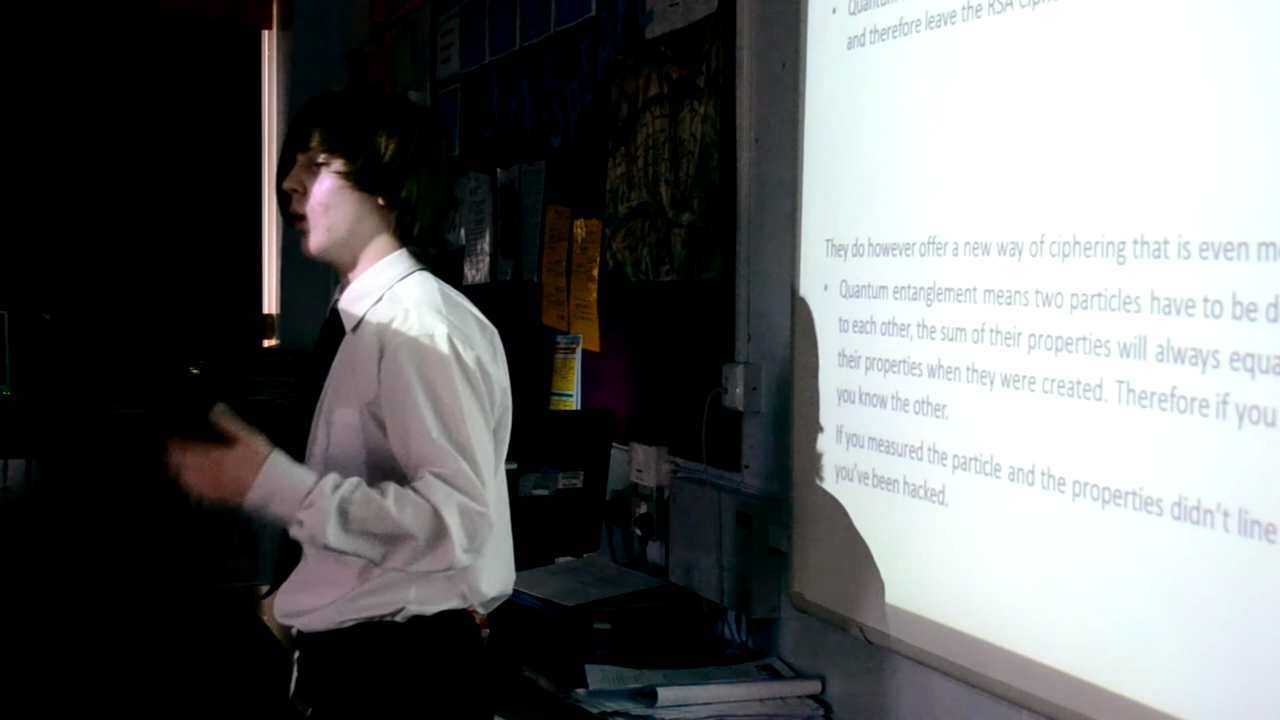 • Quantum
and therefore leave the RSA
They do however offer a new way of ciphering that is even
• Quantum entanglement means two particles have to be
to each other, the sum of their properties will always
their properties when they were created. Therefore if you
you know the other.
If you measured the particle and the properties didn't line
you've been hacked.